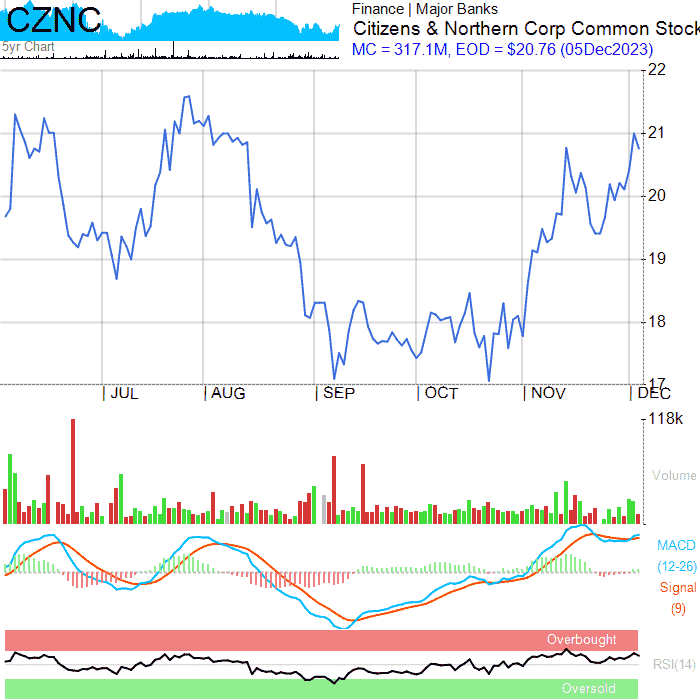 CZNC
5yr Chart
Finance | Major Banks
Citizens & Northern Corp Common Stock
MC = 317.1M, EOD = $20.76 (05Dec2023)
22
21
20
19
18
17
| JUL | AUG | SEP | OCT | NOV | DEC
118k
Volume
MACD
(12-26)
Signal
(9)
Overbought
RSI(14)
Oversold